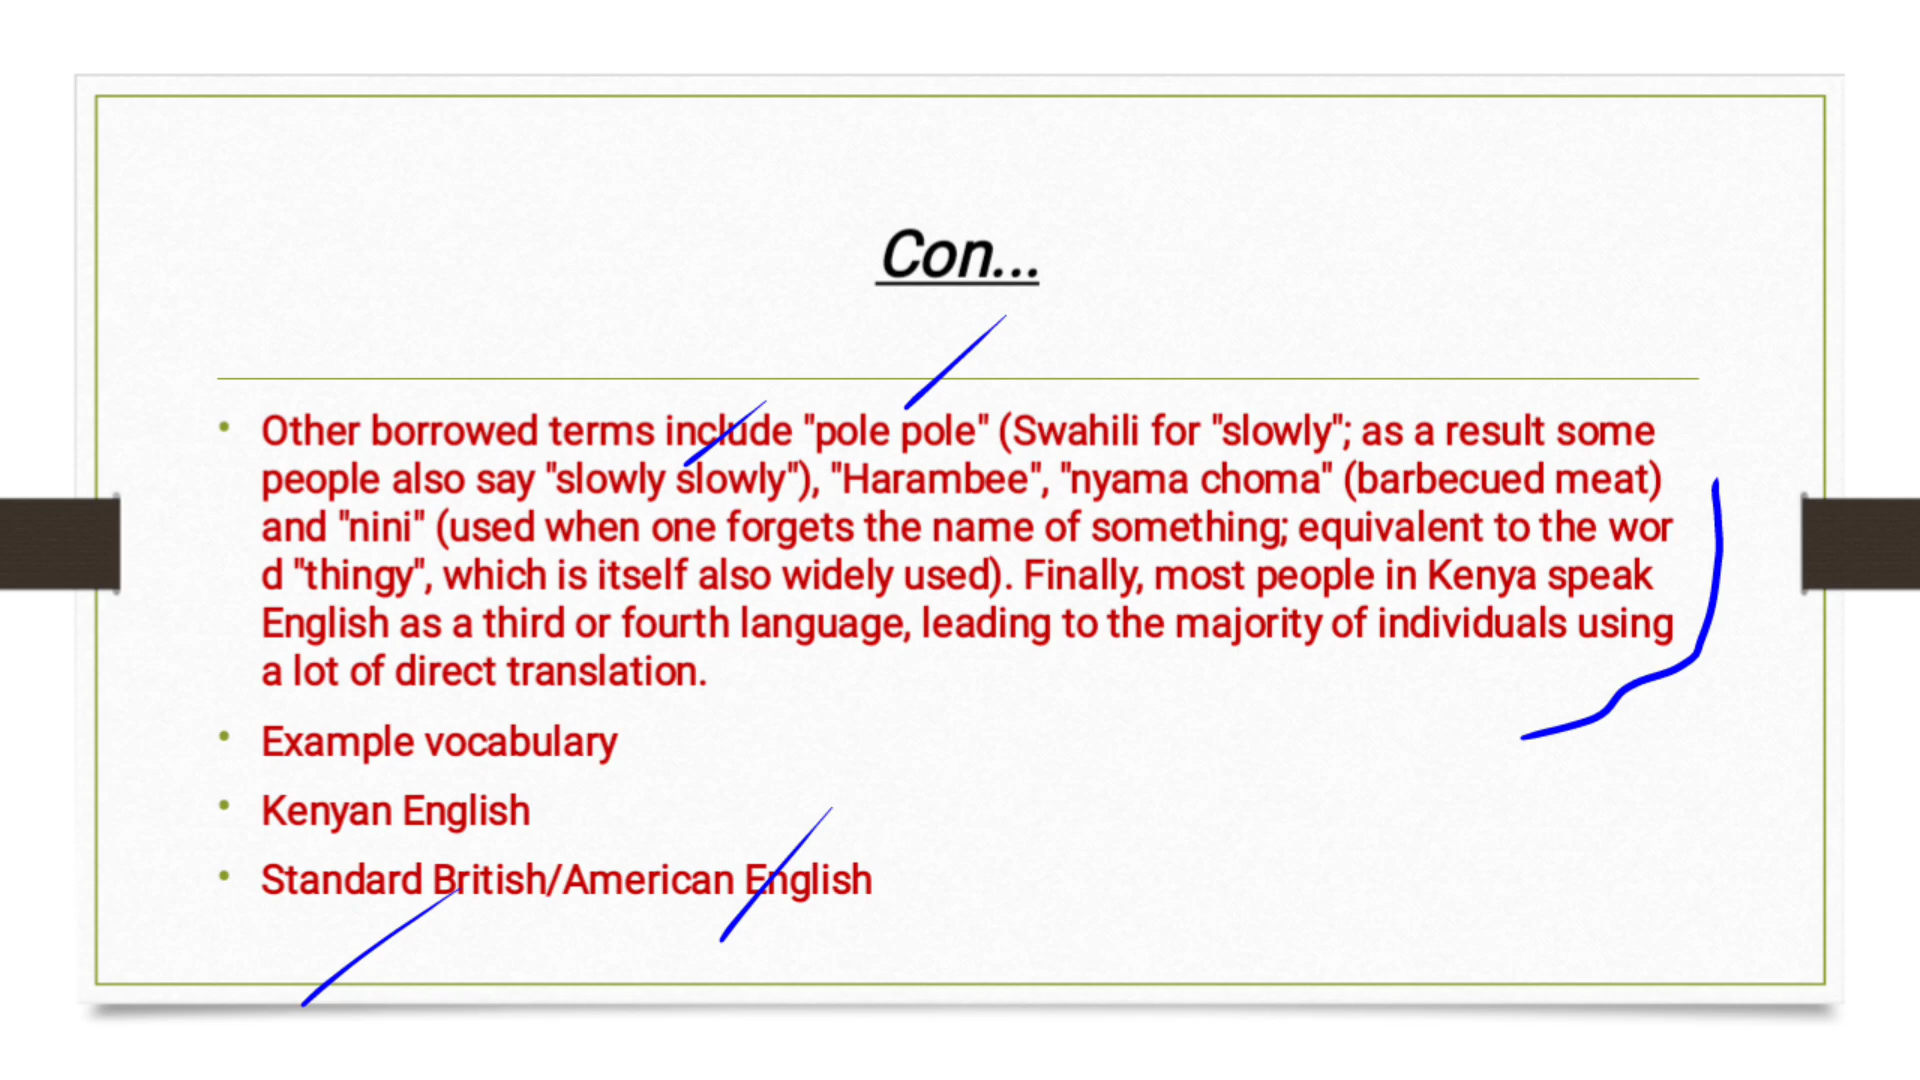 Con...
Other borrowed terms include "pole pole" (Swahili for "slowly"; as a result some
people also say "slowly slowly"), "Harambee", "nyama choma" (barbecued meat)
and "nini" (used when one forgets the name of something; equivalent to the wor
d "thingy", which is itself also widely used). Finally, most people in Kenya speak
English as a third or fourth language, leading to the majority of individuals using
a lot of direct translation.
Example vocabulary
Kenyan English
Standard British/American English